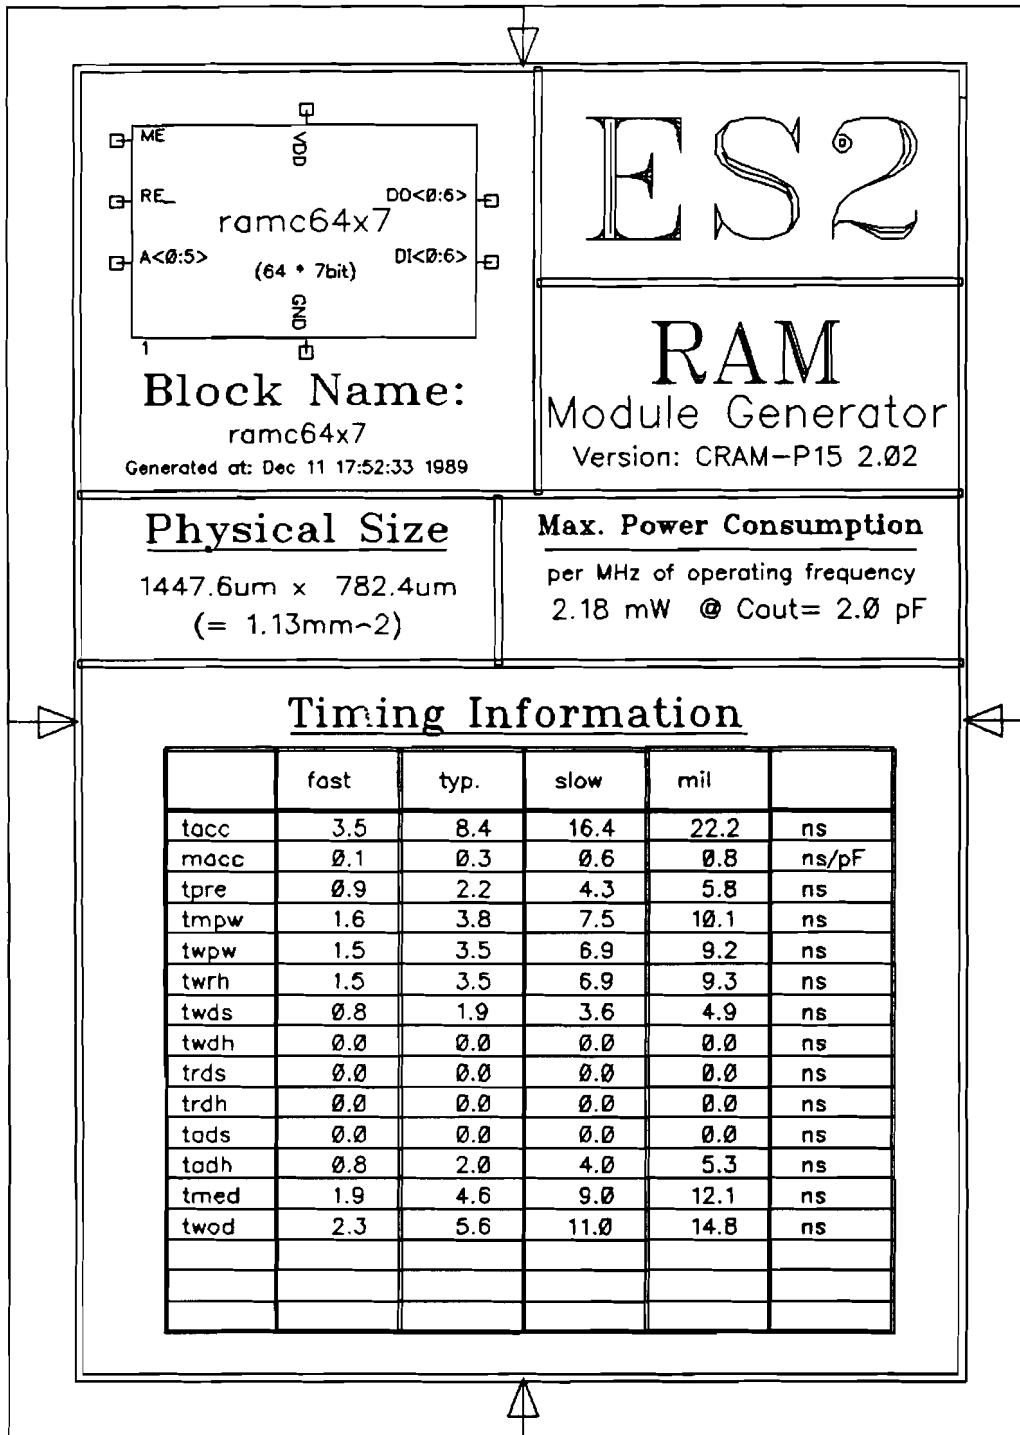 ME
VDD
RE_
DO<0:6>
ramc64x7
A<0:5>
DI<0:6>
(64 * 7bit)
GND
1
Block Name:
ramc64x7
Generated at: Dec 11 17:52:33 1989
ES2
RAM
Module Generator
Version: CRAM-P15 2.02
Physical Size
1447.6um x 782.4um
(= 1.13mm~2)
Max. Power Consumption
per MHz of operating frequency
2.18 mW @ Cout= 2.0 pF
Timing Information
fast typ. slow mil
tacc 3.5 8.4 16.4 22.2 ns
macc 0.1 0.3 0.6 0.8 ns/pF
tpre 0.9 2.2 4.3 5.8 ns
tmpw 1.6 3.8 7.5 10.1 ns
twpw 1.5 3.5 6.9 9.2 ns
twrh 1.5 3.5 6.9 9.3 ns
twds 0.8 1.9 3.6 4.9 ns
twdh 0.0 0.0 0.0 0.0 ns
trds 0.0 0.0 0.0 0.0 ns
trdh 0.0 0.0 0.0 0.0 ns
tads 0.0 0.0 0.0 0.0 ns
tadh 0.8 2.0 4.0 5.3 ns
tmed 1.9 4.6 9.0 12.1 ns
twod 2.3 5.6 11.0 14.8 ns